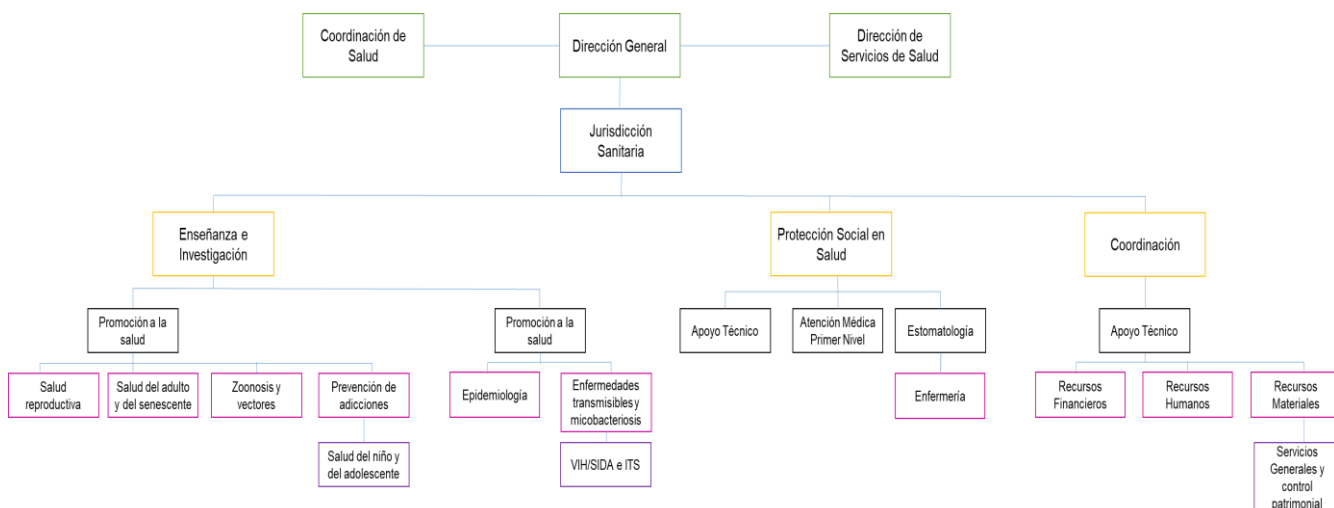 Coordinación de
Salud
Dirección General
Dirección de
Servicios de Salud
Jurisdicción
Sanitaria
Enseñanza e
Investigación
Protección Social en
Salud
Coordinación
Promoción a la
salud
Promoción a la
salud
Apoyo Técnico
Atención Médica
Primer Nivel
Estomatología
Apoyo Técnico
Salud
reproductiva
Salud del adulto
y del senescente
Zoonosis y
vectores
Prevención de
adicciones
Epidemiología
Enfermedades
transmisibles y
micobacteriosis
Enfermería
Recursos
Financieros
Recursos
Humanos
Recursos
Materiales
Salud del niño y
del adolescente
VIH/SIDA e ITS
Servicios
Generales y
control
patrimonial